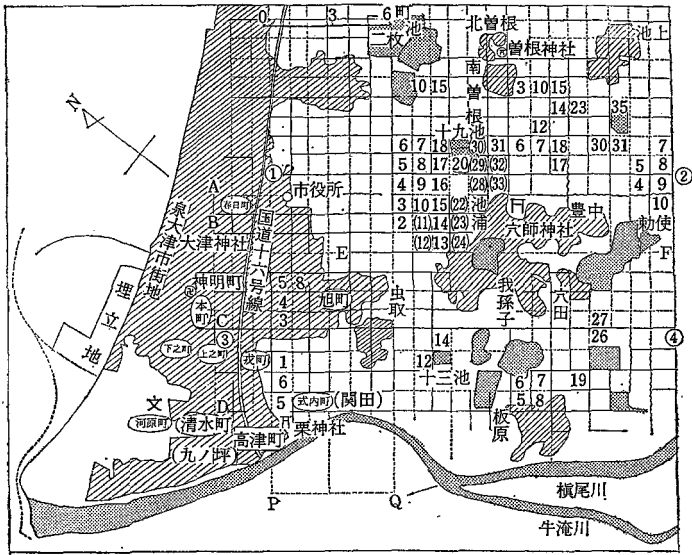 0 3 6町
二枚池
北曽根
卍 曽根神社
池上
N
南曽根
10 15 3 10 15
14 23 35
12
十九池
6 7 18 (30) 31 6 7 18 30 31 7
① ②
市役所
5 8 17 20 (29) (32) 17 5 8
4 9 16 (28) (33) 4 9
A
春日町
3 10 15 (22) 池浦 豊中 10
B
2 (11) 14 (23) 穴師神社 勅使
(12) 13 (24)
大津神社
泉大津市街地
国道十六号線
E F
神明町
5 8
旭町
虫取
我孫子
穴田
埋立地
本町
4
C
3
27
下之町
上之町
③
戎町
14
26 ④
1 12
十三池
6 6 7 19
文
D
5
式内町 (関田)
5 8
河原町
清水町
高津町
粟神社
板原
(九ノ坪)
P Q
槇尾川
牛滝川